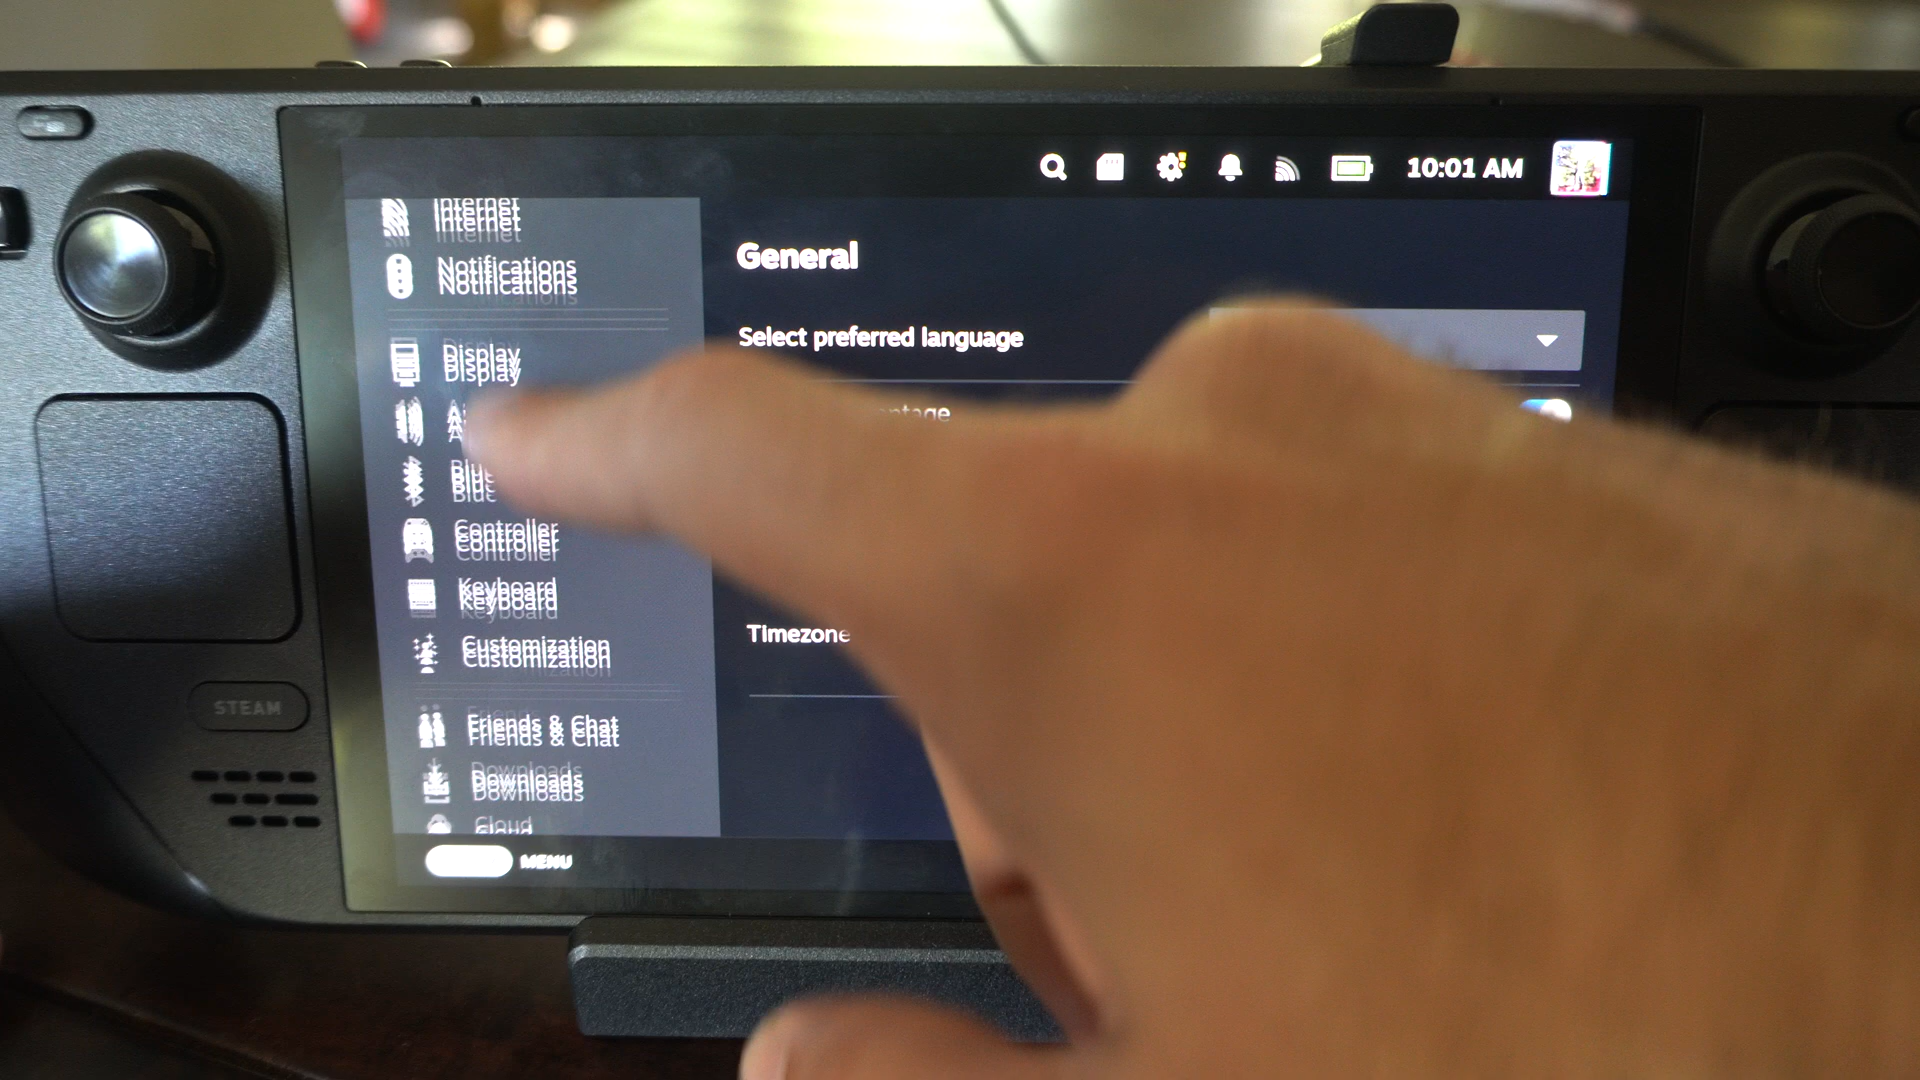 10:01 AM
Internet
Notifications
Display
Controller
Keyboard
Customization
Friends & Chat
Downloads
Cloud
General
Select preferred language
Timezone
STEAM
MENU